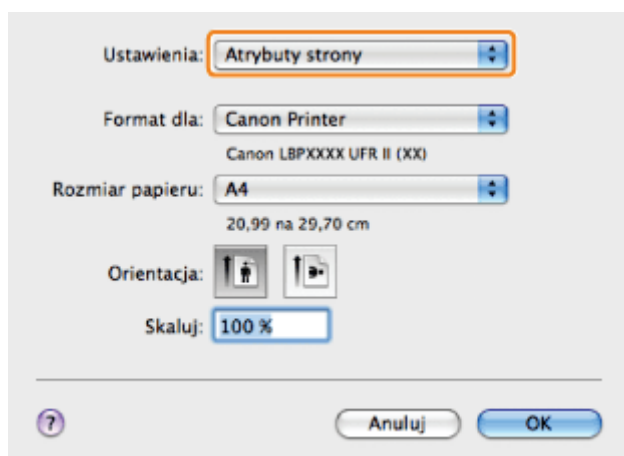 Ustawienia: Atrybuty strony
Format dla: Canon Printer
Canon LBPXXXX UFR II (XX)
Rozmiar papieru: A4
20,99 na 29,70 cm
Orientacja:
Skaluj: 100 %
? Anuluj OK